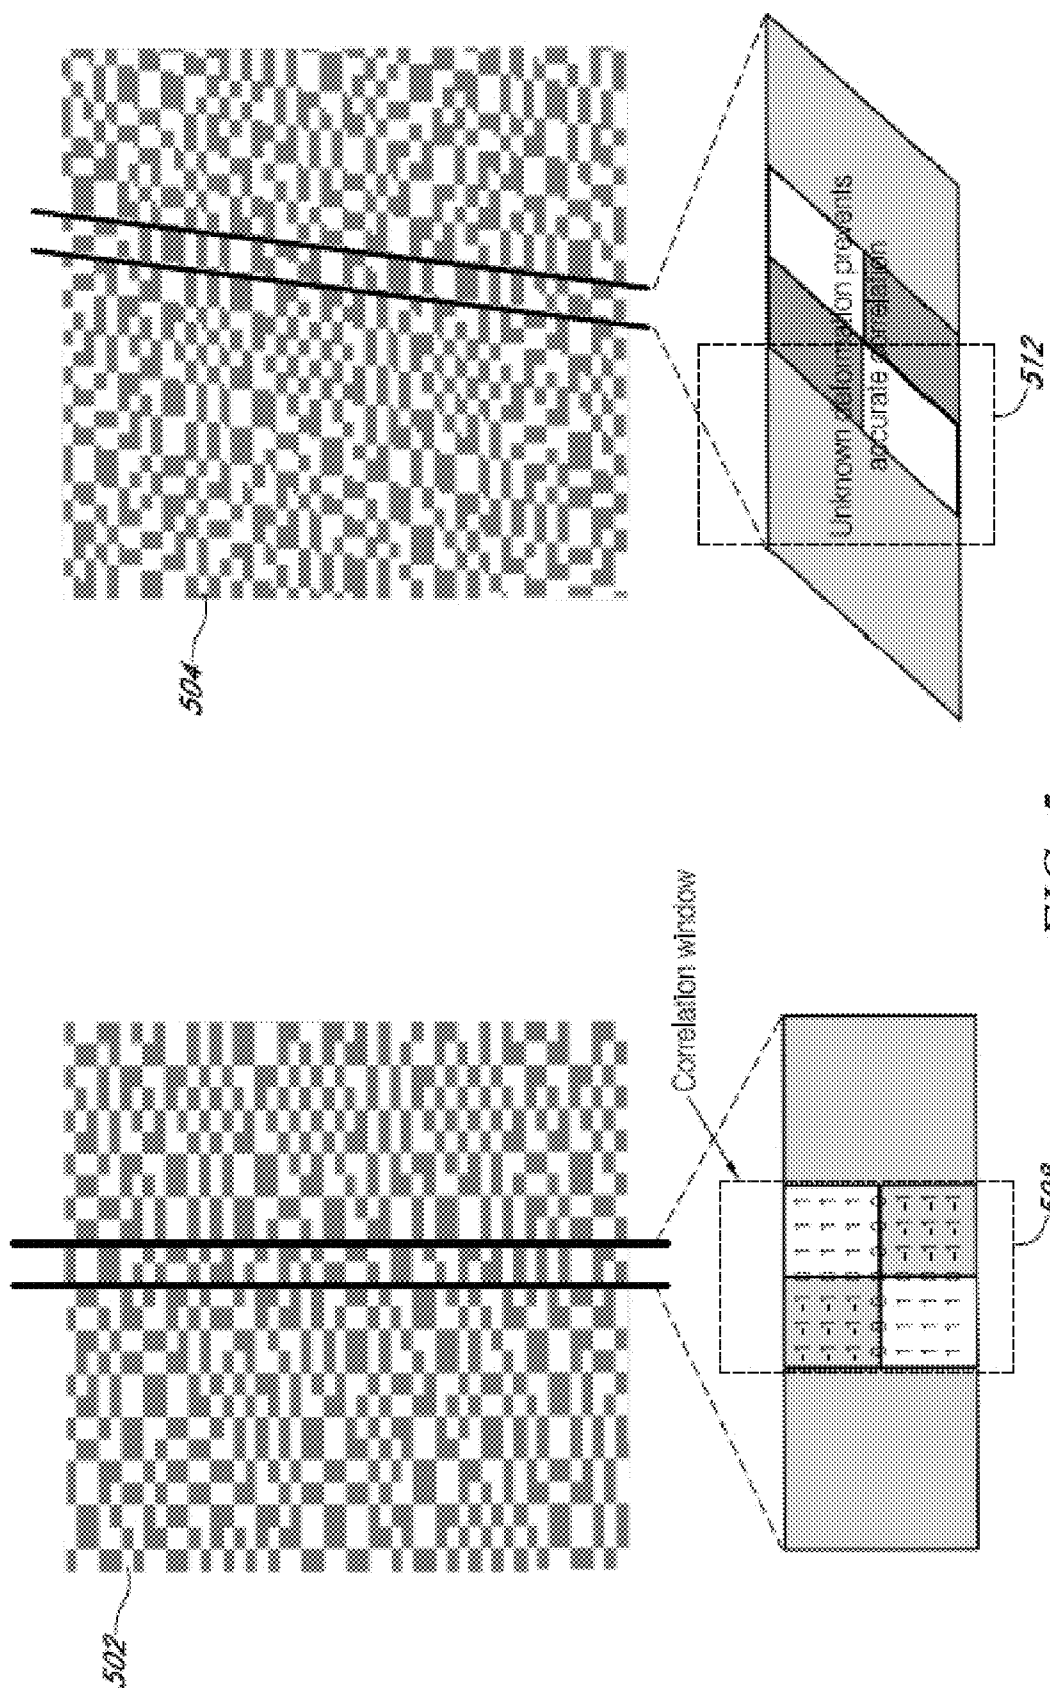 502
504
Correlation window
Unknown deformation prevents
accurate correlation
512